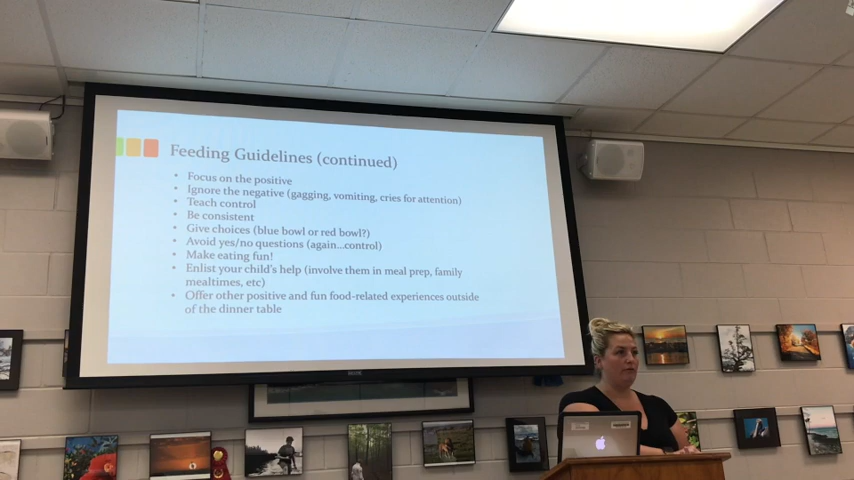 Feeding Guidelines (continued)
• Focus on the positive
• Ignore the negative (gagging, vomiting, cries for attention)
• Teach control
• Be consistent
• Give choices (blue bowl or red bowl?)
• Avoid yes/no questions (again...control)
• Make eating fun!
• Enlist your child's help (involve them in meal prep, family
mealtimes, etc)
• Offer other positive and fun food-related experiences outside
of the dinner table